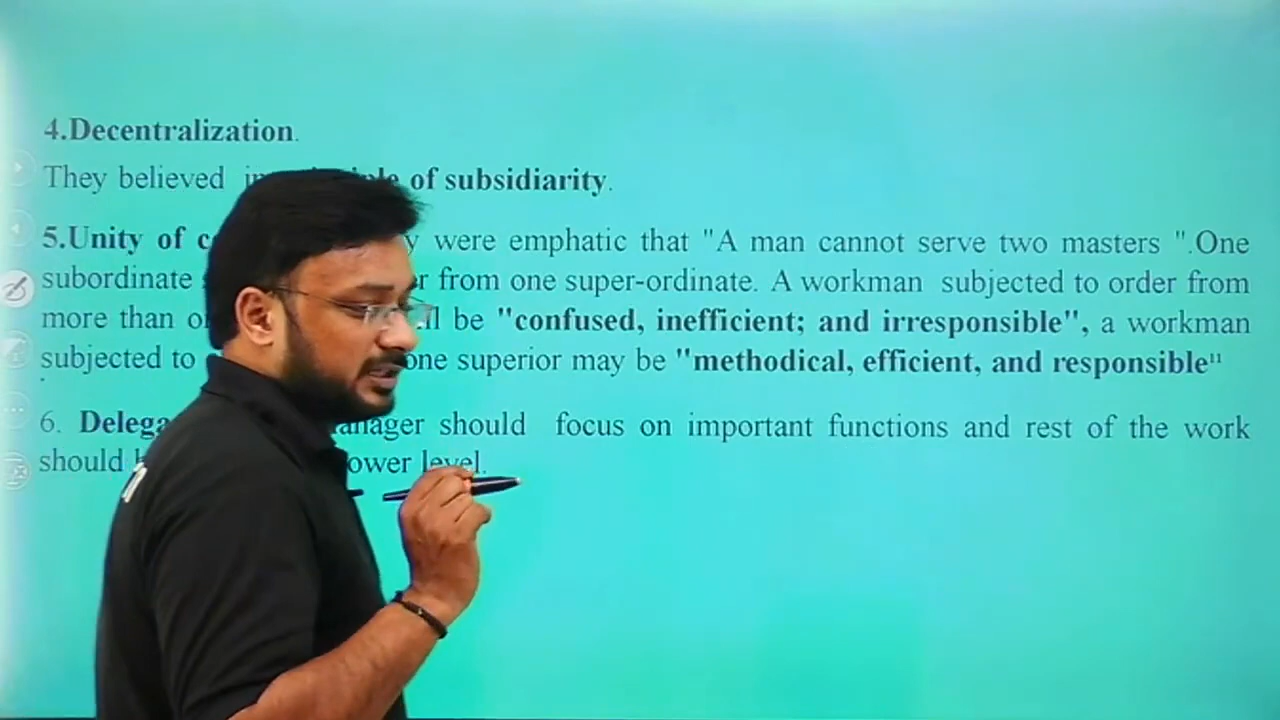 4.Decentralization.
They believed of subsidiarity.
5.Unity of were emphatic that "A man cannot serve two masters ".One
subordinate from one super-ordinate. A workman subjected to order from
more than be "confused, inefficient; and irresponsible", a workman
subjected to one superior may be "methodical, efficient, and responsible"
6. should focus on important functions and rest of the work
should level.